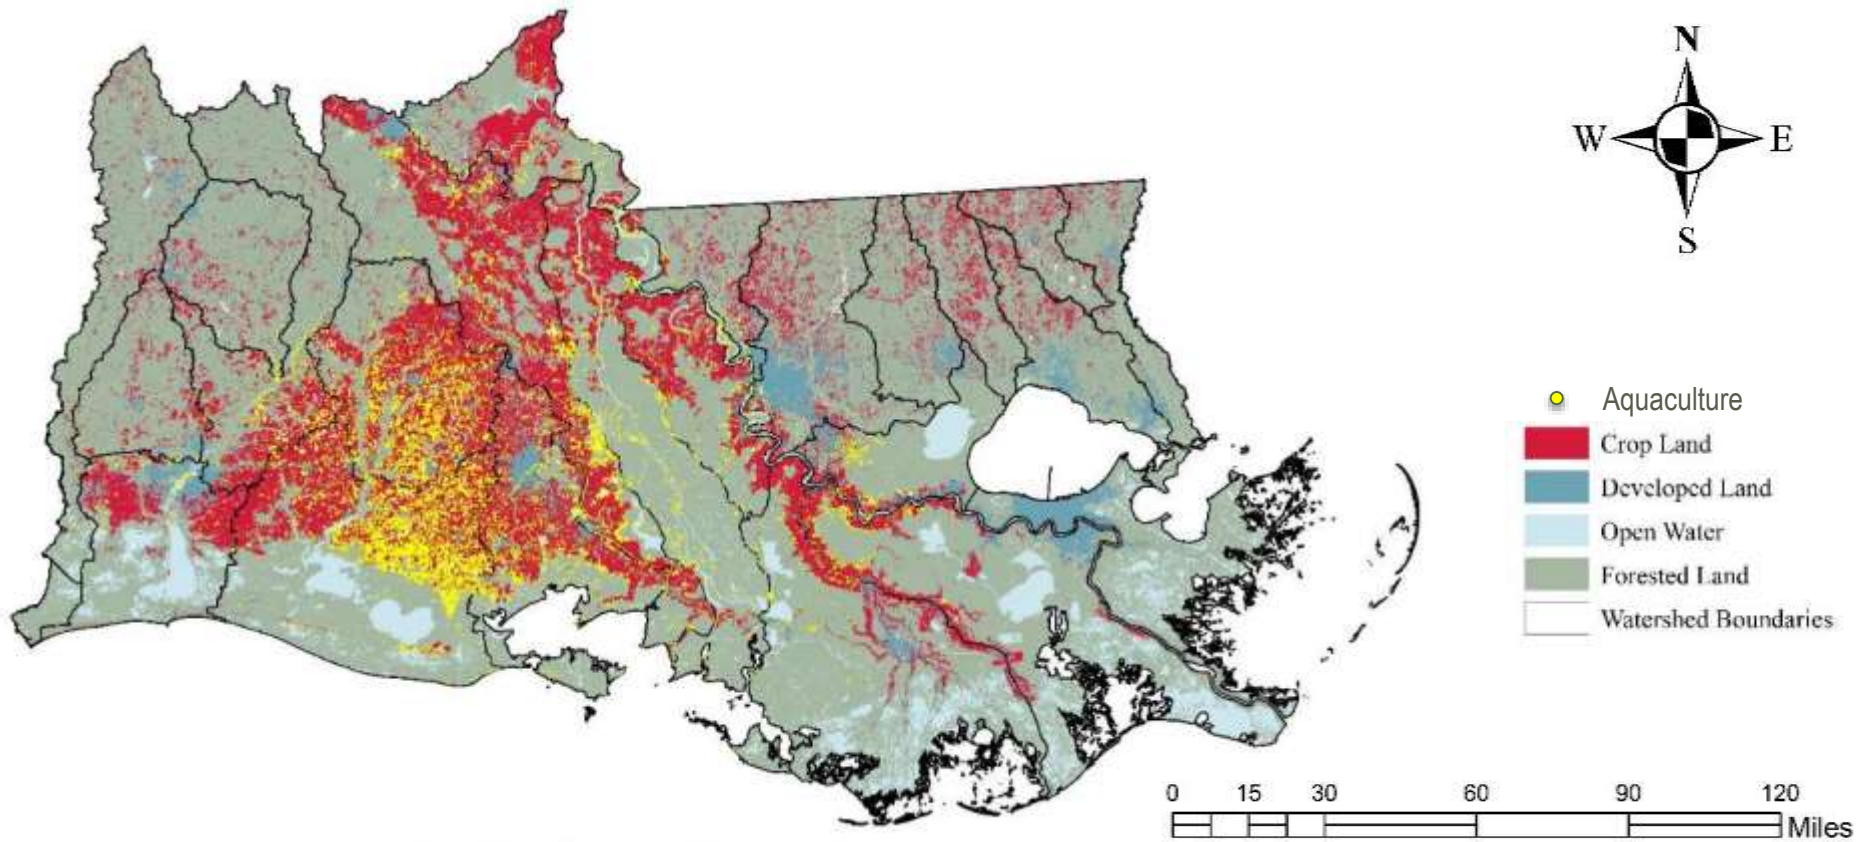 N
W E
S
Aquaculture
Crop Land
Developed Land
Open Water
Forested Land
Watershed Boundaries
0 15 30 60 90 120
Miles